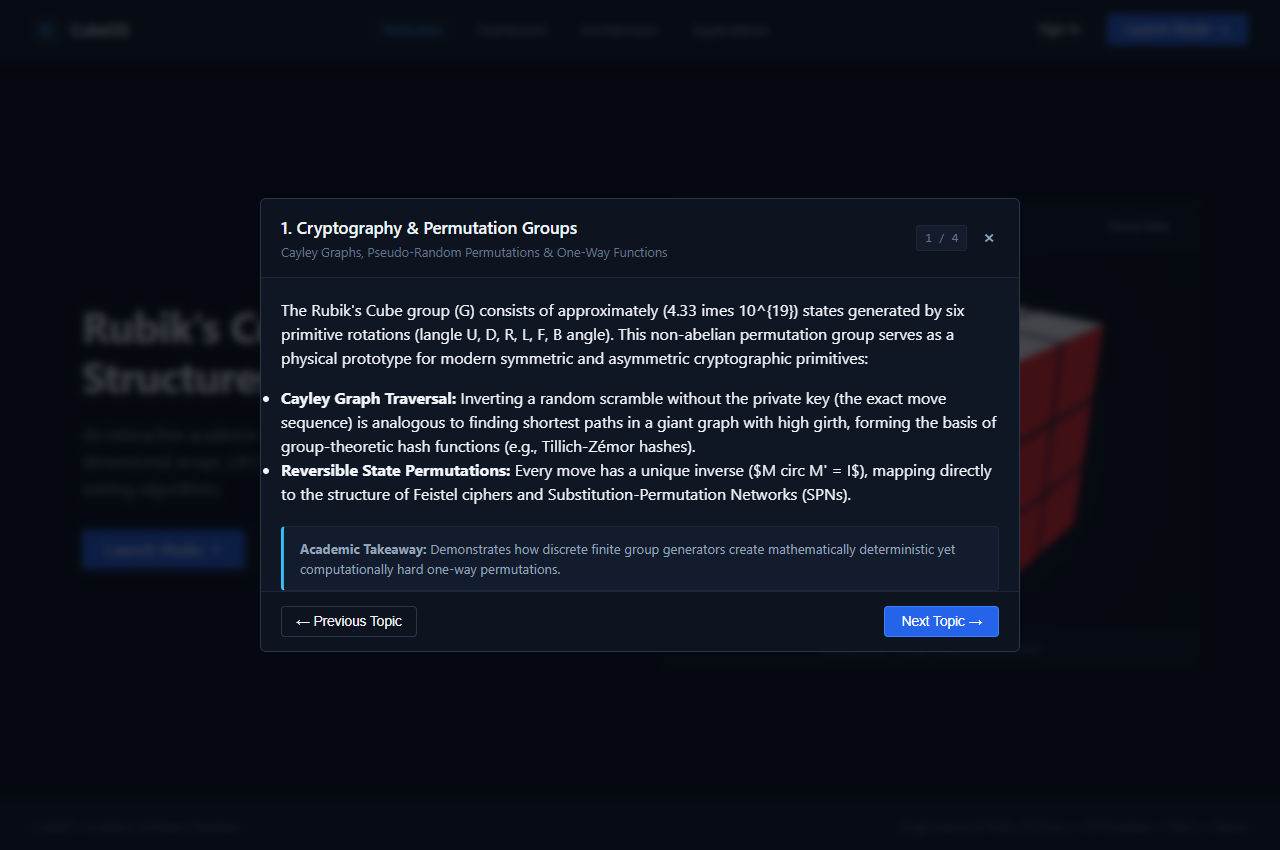 CubeOS
Rubik's C
Structure
1. Cryptography & Permutation Groups
Cayley Graphs, Pseudo-Random Permutations & One-Way Functions
1 / 4
×
The Rubik's Cube group (G) consists of approximately (4.33 imes 10^{19}) states generated by six
primitive rotations (langle U, D, R, L, F, B angle). This non-abelian permutation group serves as a
physical prototype for modern symmetric and asymmetric cryptographic primitives:
• Cayley Graph Traversal: Inverting a random scramble without the private key (the exact move
sequence) is analogous to finding shortest paths in a giant graph with high girth, forming the basis of
group-theoretic hash functions (e.g., Tillich-Zémor hashes).
• Reversible State Permutations: Every move has a unique inverse ($M circ M' = I$), mapping directly
to the structure of Feistel ciphers and Substitution-Permutation Networks (SPNs).
Academic Takeaway: Demonstrates how discrete finite group generators create mathematically deterministic yet
computationally hard one-way permutations.
← Previous Topic
Next Topic →